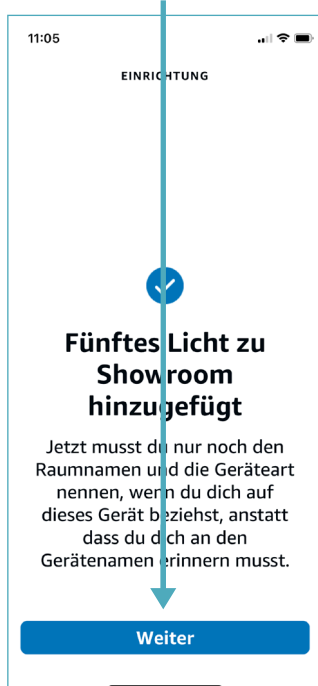 11:05
EINRICHTUNG
Fünftes Licht zu
Showroom
hinzugefügt
Jetzt musst du nur noch den
Raumnamen und die Geräteart
nennen, wenn du dich auf
dieses Gerät beziehst, anstatt
dass du dich an den
Gerätenamen erinnern musst.
Weiter